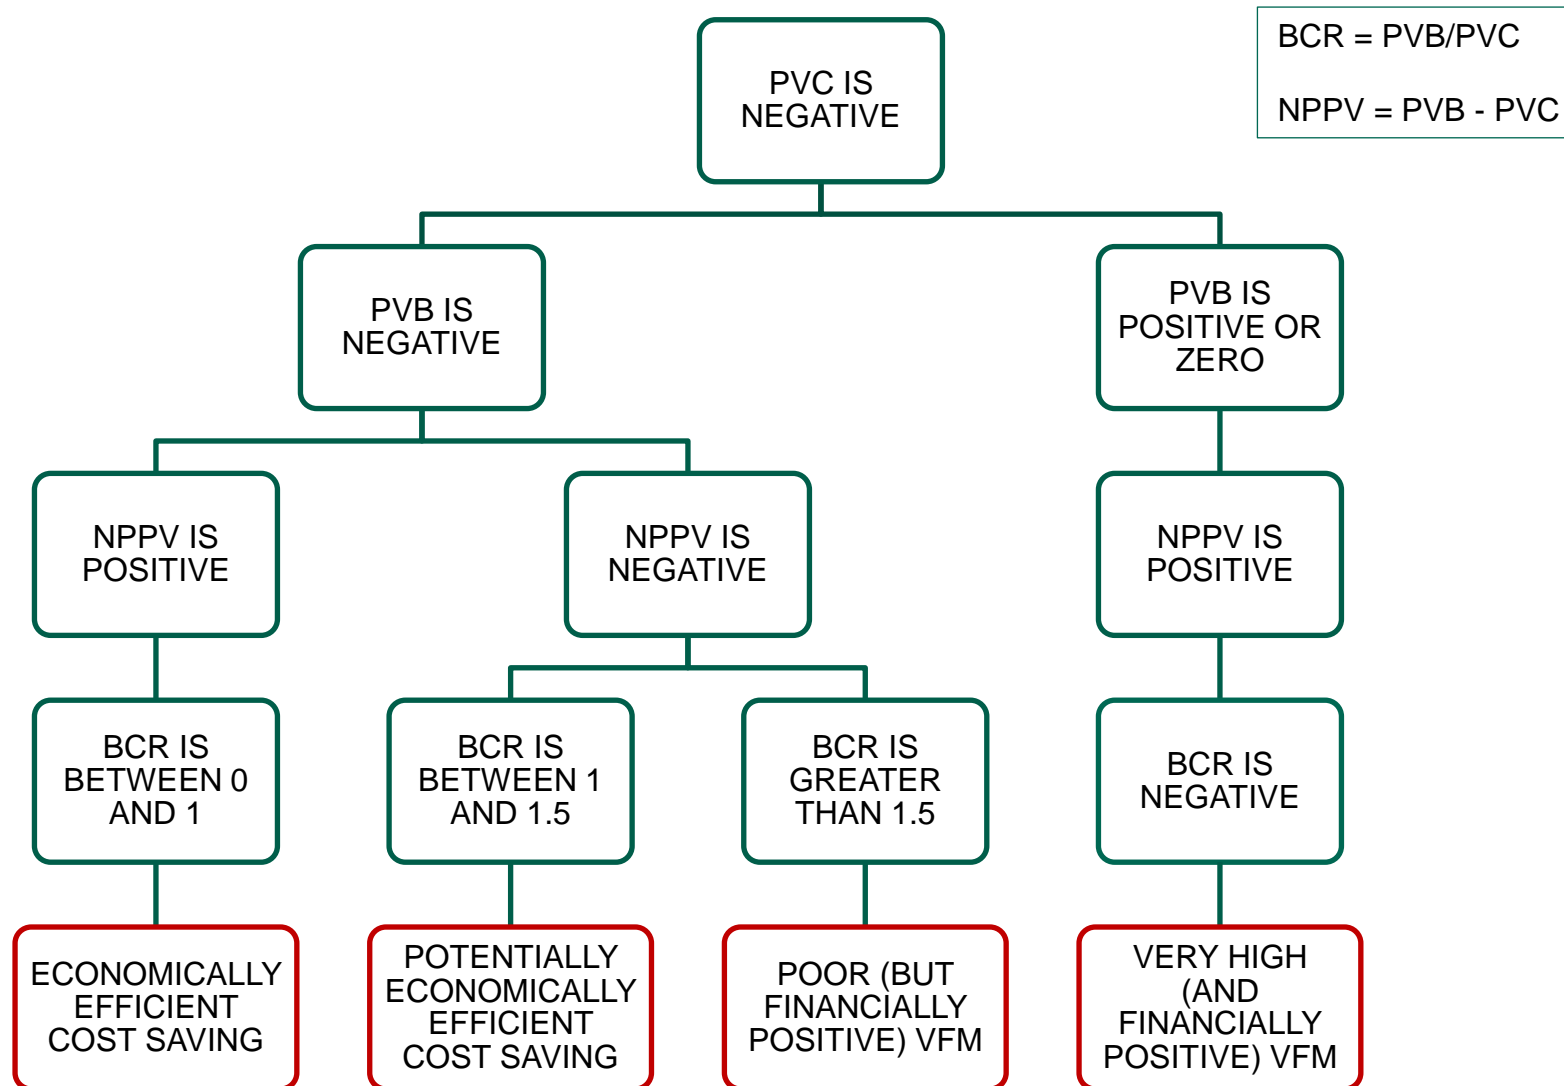 BCR = PVB/PVC
NPPV = PVB - PVC
PVC IS
NEGATIVE
PVB IS
NEGATIVE
PVB IS
POSITIVE OR
ZERO
NPPV IS
POSITIVE
NPPV IS
NEGATIVE
NPPV IS
POSITIVE
BCR IS
BETWEEN 0
AND 1
BCR IS
BETWEEN 1
AND 1.5
BCR IS
GREATER
THAN 1.5
BCR IS
NEGATIVE
ECONOMICALLY
EFFICIENT
COST SAVING
POTENTIALLY
ECONOMICALLY
EFFICIENT
COST SAVING
POOR (BUT
FINANCIALLY
POSITIVE) VFM
VERY HIGH
(AND
FINANCIALLY
POSITIVE) VFM